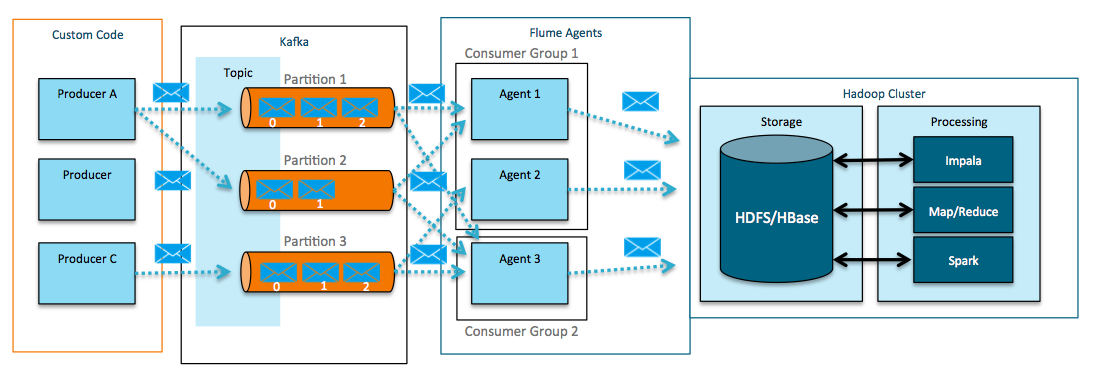 Custom Code
Producer A
Producer
Producer C
Kafka
Topic
Partition 1
0 1 2
Partition 2
0 1
Partition 3
0 1 2
Flume Agents
Consumer Group 1
Agent 1
Agent 2
Agent 3
Consumer Group 2
Hadoop Cluster
Storage
HDFS/HBase
Processing
Impala
Map/Reduce
Spark